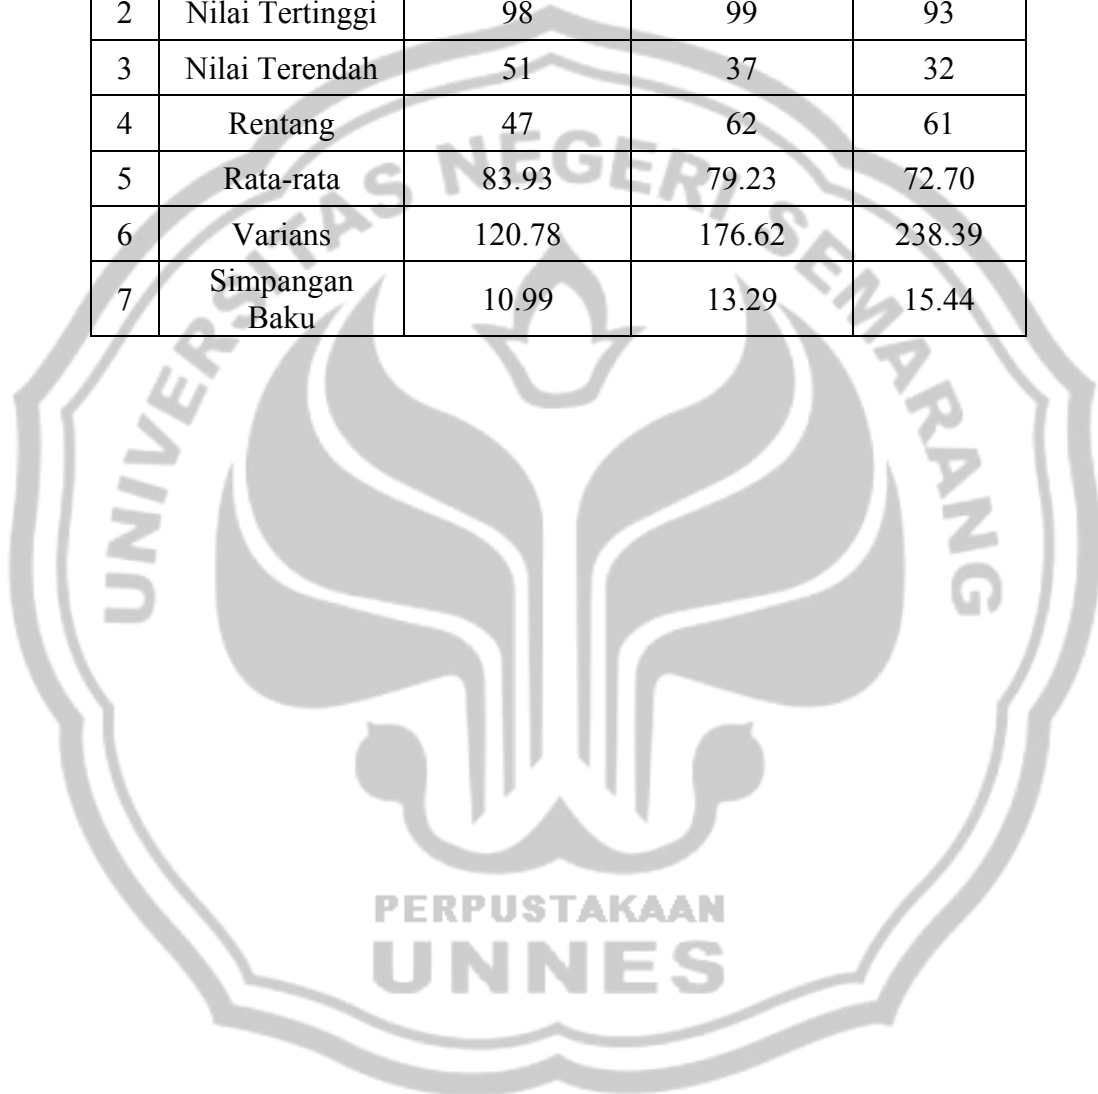 2 Nilai Tertinggi 98 99 93
3 Nilai Terendah 51 37 32
4 Rentang 47 62 61
5 Rata-rata 83.93 79.23 72.70
6 Varians 120.78 176.62 238.39
7 Simpangan Baku 10.99 13.29 15.44
UNIVERSITAS NEGERI SEMARANG
PERPUSTAKAAN
UNNES